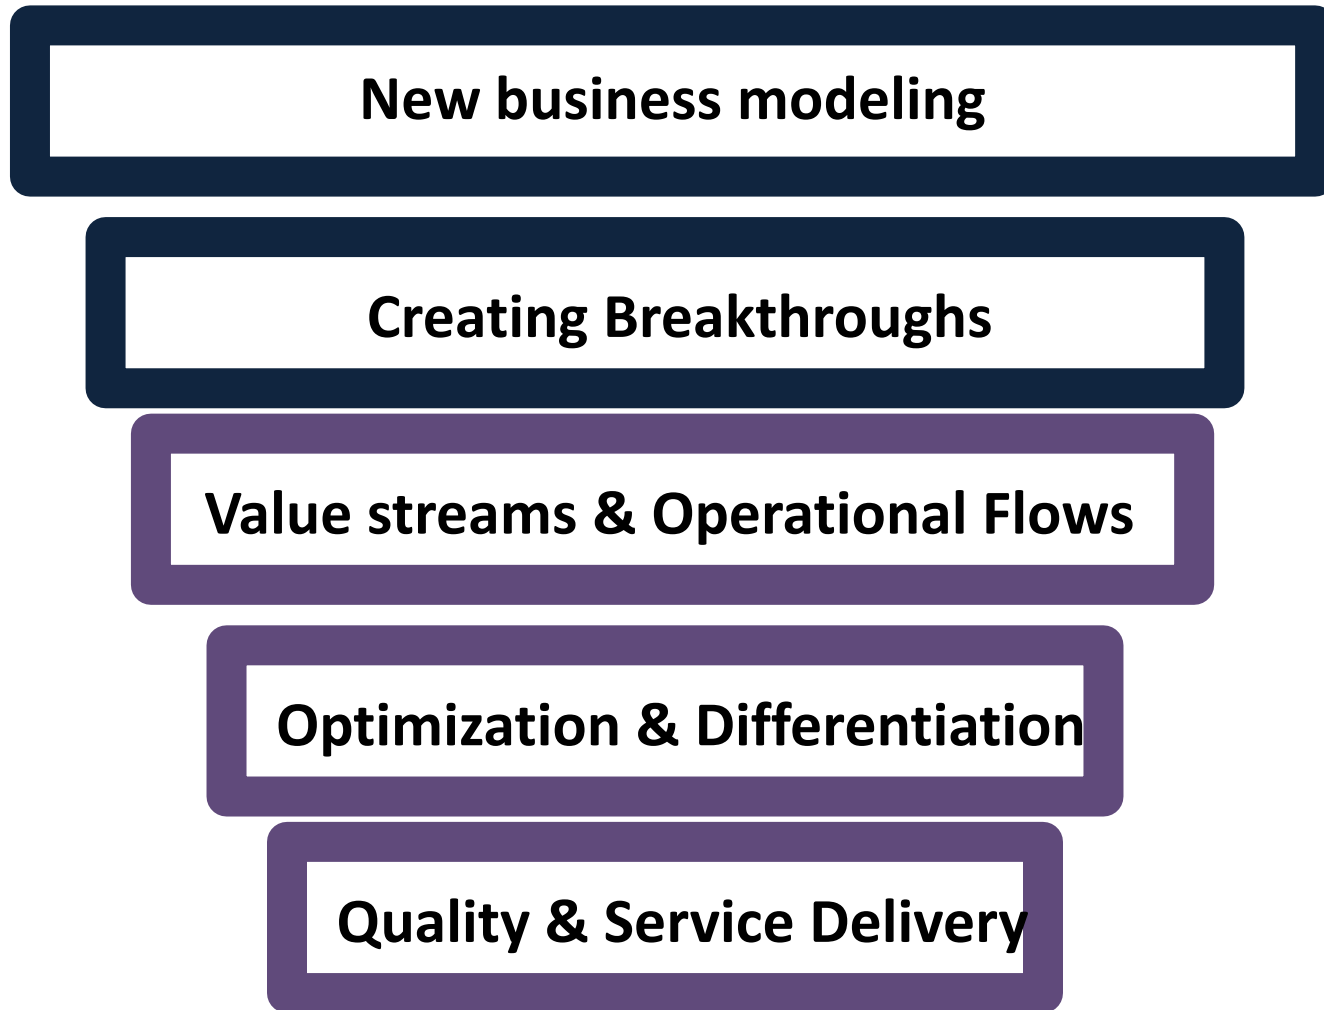 New business modeling
Creating Breakthroughs
Value streams & Operational Flows
Optimization & Differentiation
Quality & Service Delivery